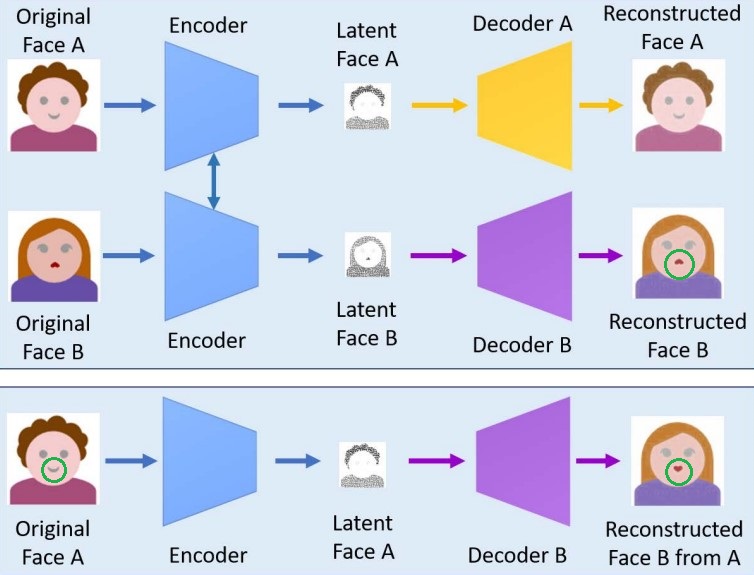 Original
Face A
Encoder
Latent
Face A
Decoder A
Reconstructed
Face A
Original
Face B
Encoder
Latent
Face B
Decoder B
Reconstructed
Face B
Original
Face A
Encoder
Latent
Face A
Decoder B
Reconstructed
Face B from A